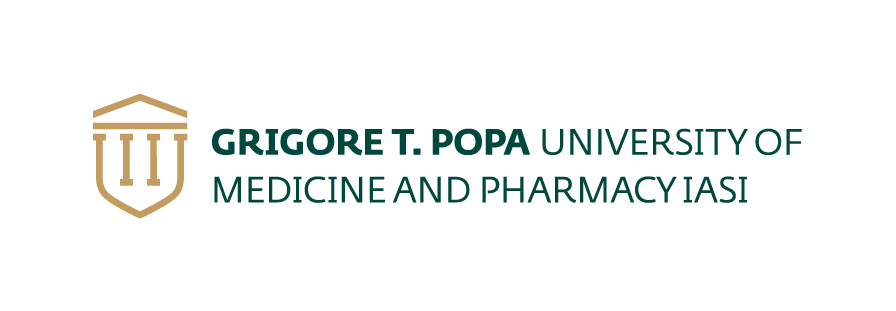 GRIGORE T. POPA UNIVERSITY OF
MEDICINE AND PHARMACY IASI